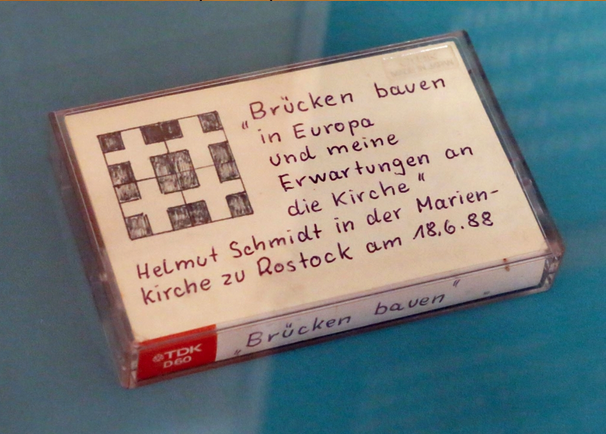 „Brücken bauen
in Europa
und meine
Erwartungen an
die Kirche“
Helmut Schmidt in der Marien-
kirche zu Rostock am 18.6.88
TDK
D60
„Brücken bauen“